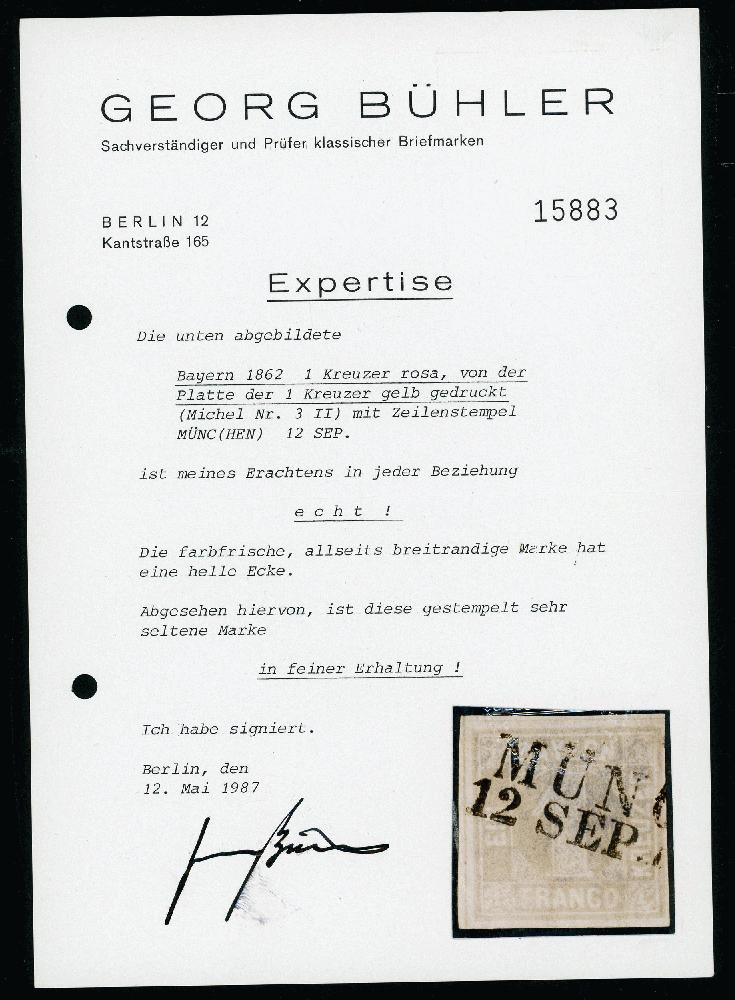 GEORG BÜHLER
Sachverständiger und Prüfer klassischer Briefmarken
BERLIN 12
Kantstraße 165
15883
Expertise
Die unten abgebildete
Bayern 1862 1 Kreuzer rosa, von der
Platte der 1 Kreuzer gelb gedruckt
(Michel Nr. 3 II) mit Zeilenstempel
MÜNC(HEN) 12 SEP.
ist meines Erachtens in jeder Beziehung
echt !
Die farbfrische, allseits breitrandige Marke hat
eine helle Ecke.
Abgesehen hiervon, ist diese gestempelt sehr
seltene Marke
in feiner Erhaltung !
Ich habe signiert.
Berlin, den
12. Mai 1987
MÜNC
12 SEP.
FRANCO